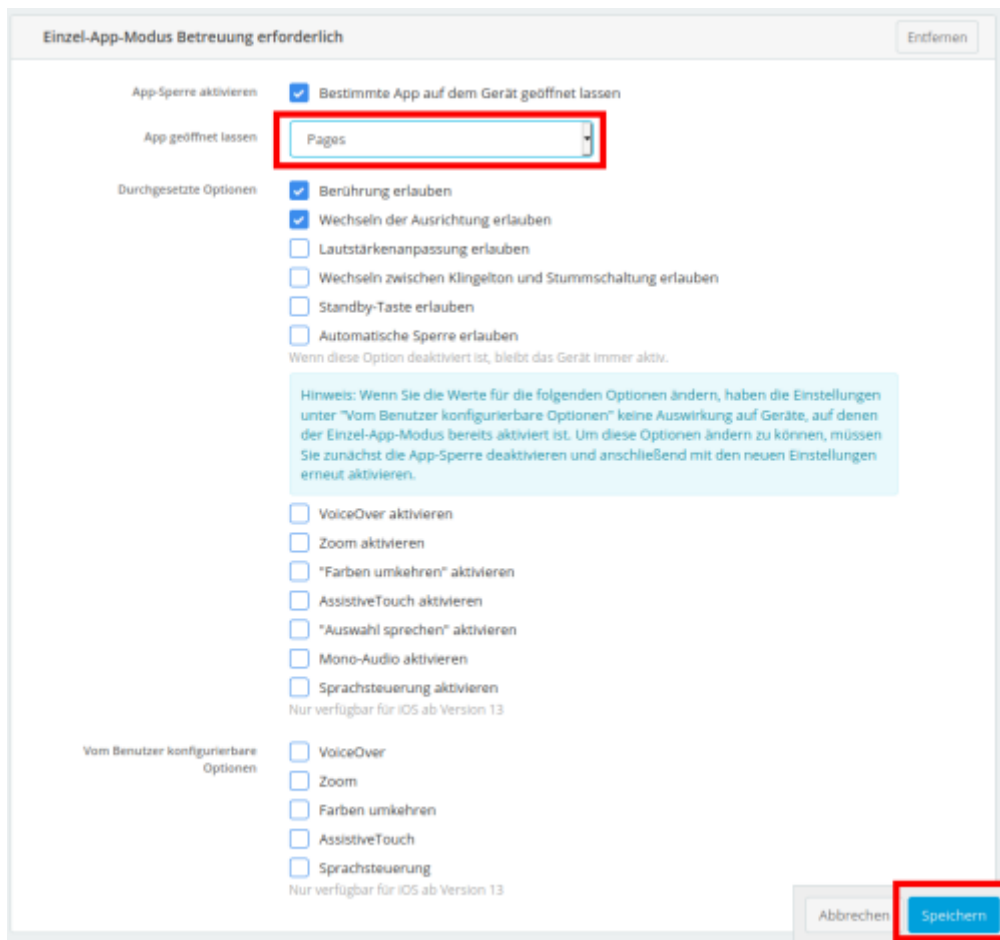 Einzel-App-Modus Betreuung erforderlich
Entfernen
App-Sperre aktivieren
Bestimmte App auf dem Gerät geöffnet lassen
App geöffnet lassen
Pages
Durchgesetzte Optionen
Berührung erlauben
Wechseln der Ausrichtung erlauben
Lautstärkenanpassung erlauben
Wechseln zwischen Klingelton und Stummschaltung erlauben
Standby-Taste erlauben
Automatische Sperre erlauben
Wenn diese Option deaktiviert ist, bleibt das Gerät immer aktiv.
Hinweis: Wenn Sie die Werte für die folgenden Optionen ändern, haben die Einstellungen
unter "Vom Benutzer konfigurierbare Optionen" keine Auswirkung auf Geräte, auf denen
der Einzel-App-Modus bereits aktiviert ist. Um diese Optionen ändern zu können, müssen
Sie zunächst die App-Sperre deaktivieren und anschließend mit den neuen Einstellungen
erneut aktivieren.
VoiceOver aktivieren
Zoom aktivieren
"Farben umkehren" aktivieren
AssistiveTouch aktivieren
"Auswahl sprechen" aktivieren
Mono-Audio aktivieren
Sprachsteuerung aktivieren
Nur verfügbar für iOS ab Version 13
Vom Benutzer konfigurierbare
Optionen
VoiceOver
Zoom
Farben umkehren
AssistiveTouch
Sprachsteuerung
Nur verfügbar für iOS ab Version 13
Abbrechen
Speichern